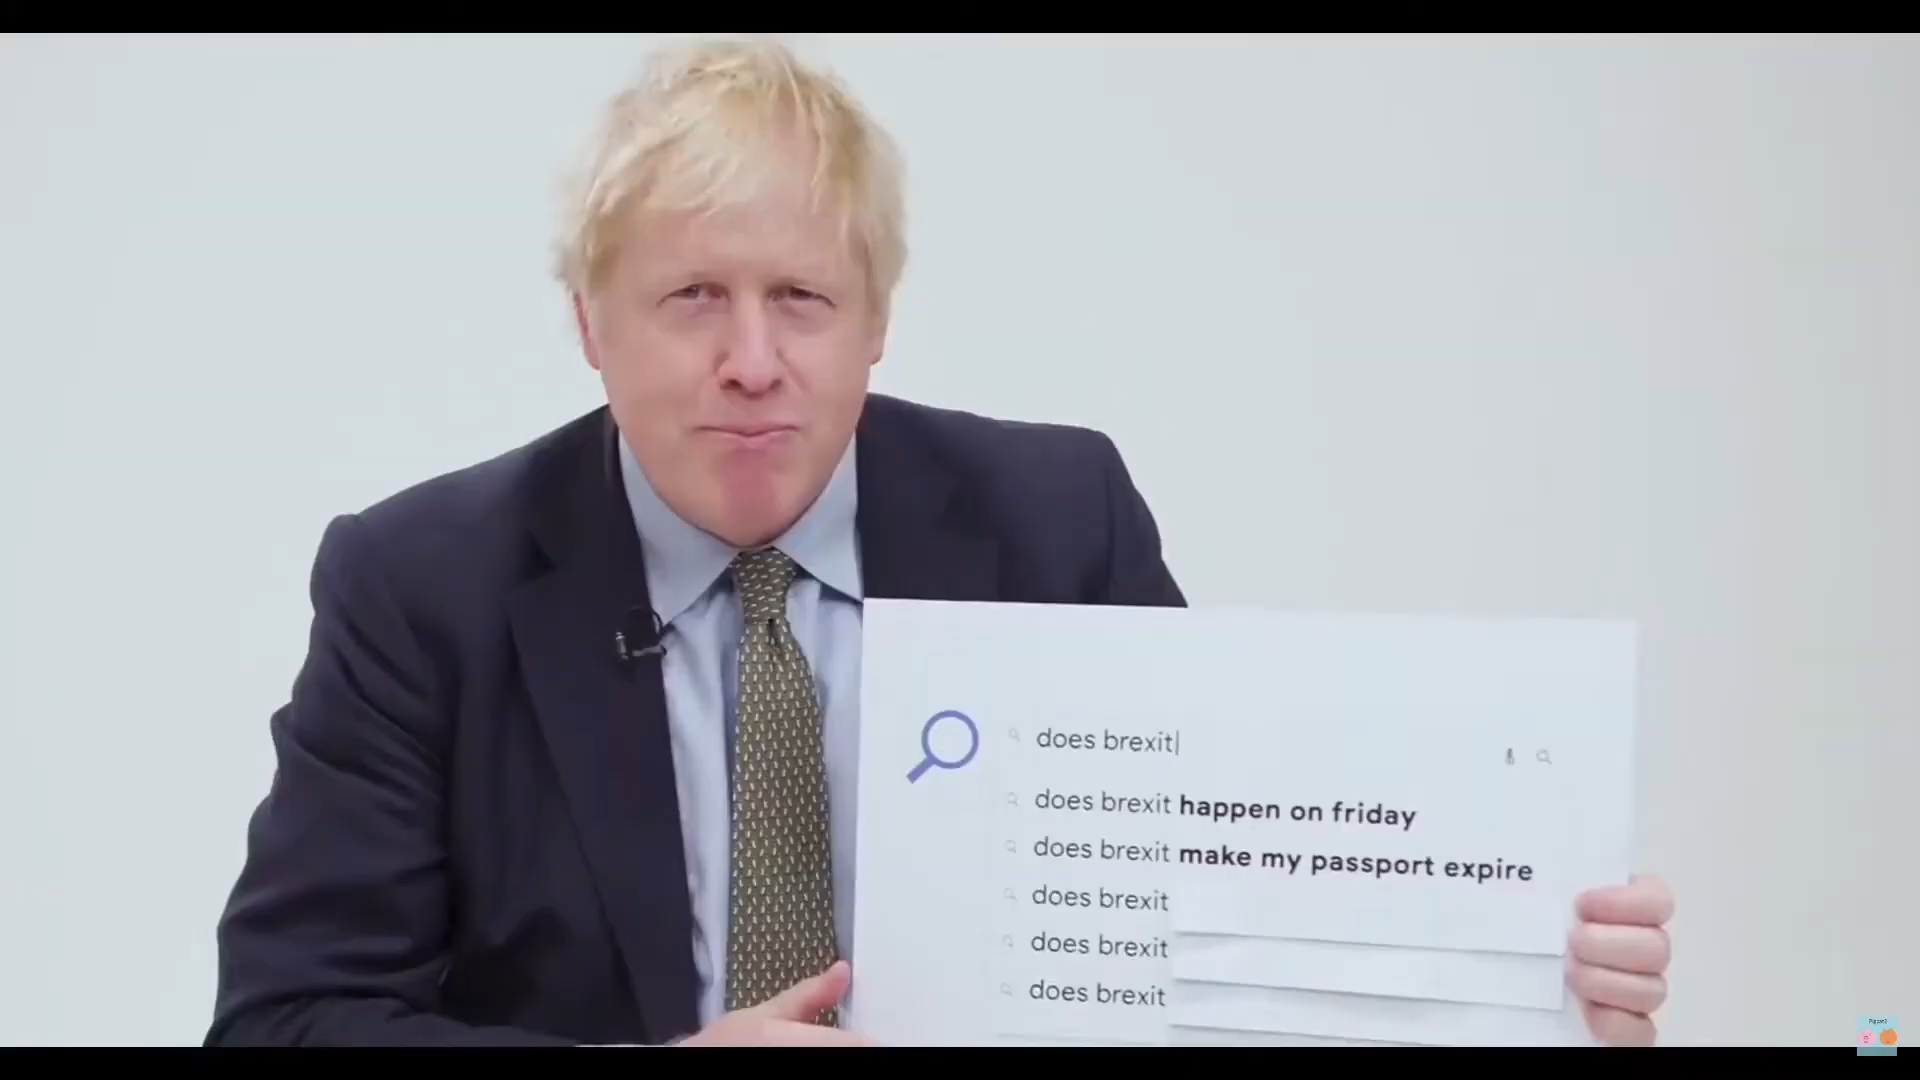 does brexit
does brexit happen on friday
does brexit make my passport expire
does brexit
does brexit
does brexit